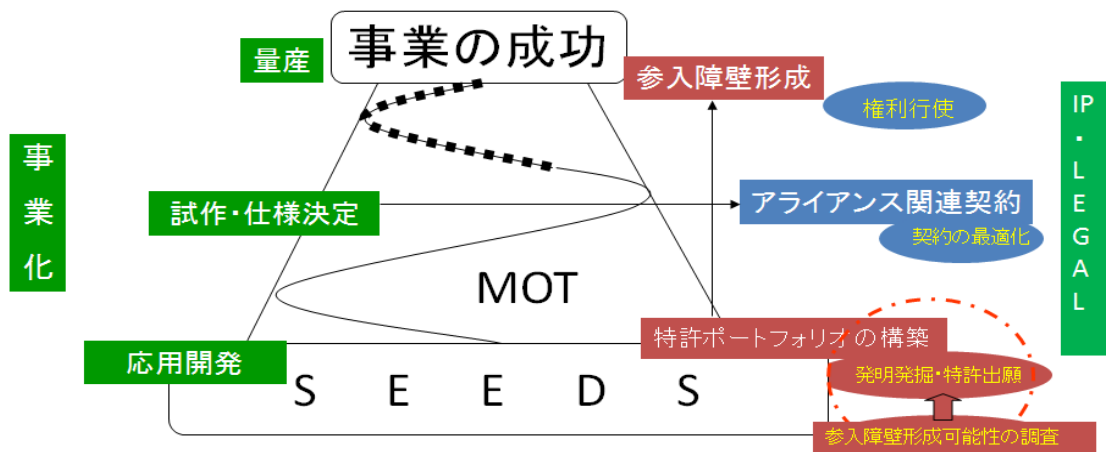 事業の成功
量産
参入障壁形成
権利行使
事業化
IP・LEGAL
試作・仕様決定
アライアンス関連契約
契約の最適化
MOT
応用開発
特許ポートフォリオの構築
SEEDS
発明発掘・特許出願
参入障壁形成可能性の調査